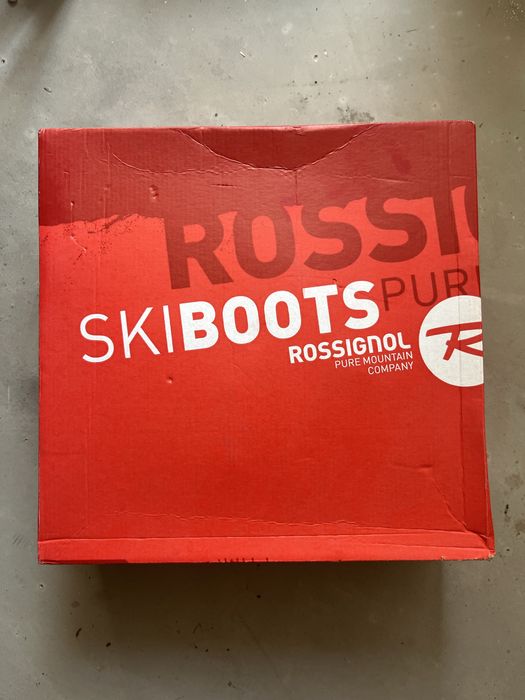 ROSSI
PUR
SKIBOOTS
ROSSIGNOL
PURE MOUNTAIN
COMPANY
R